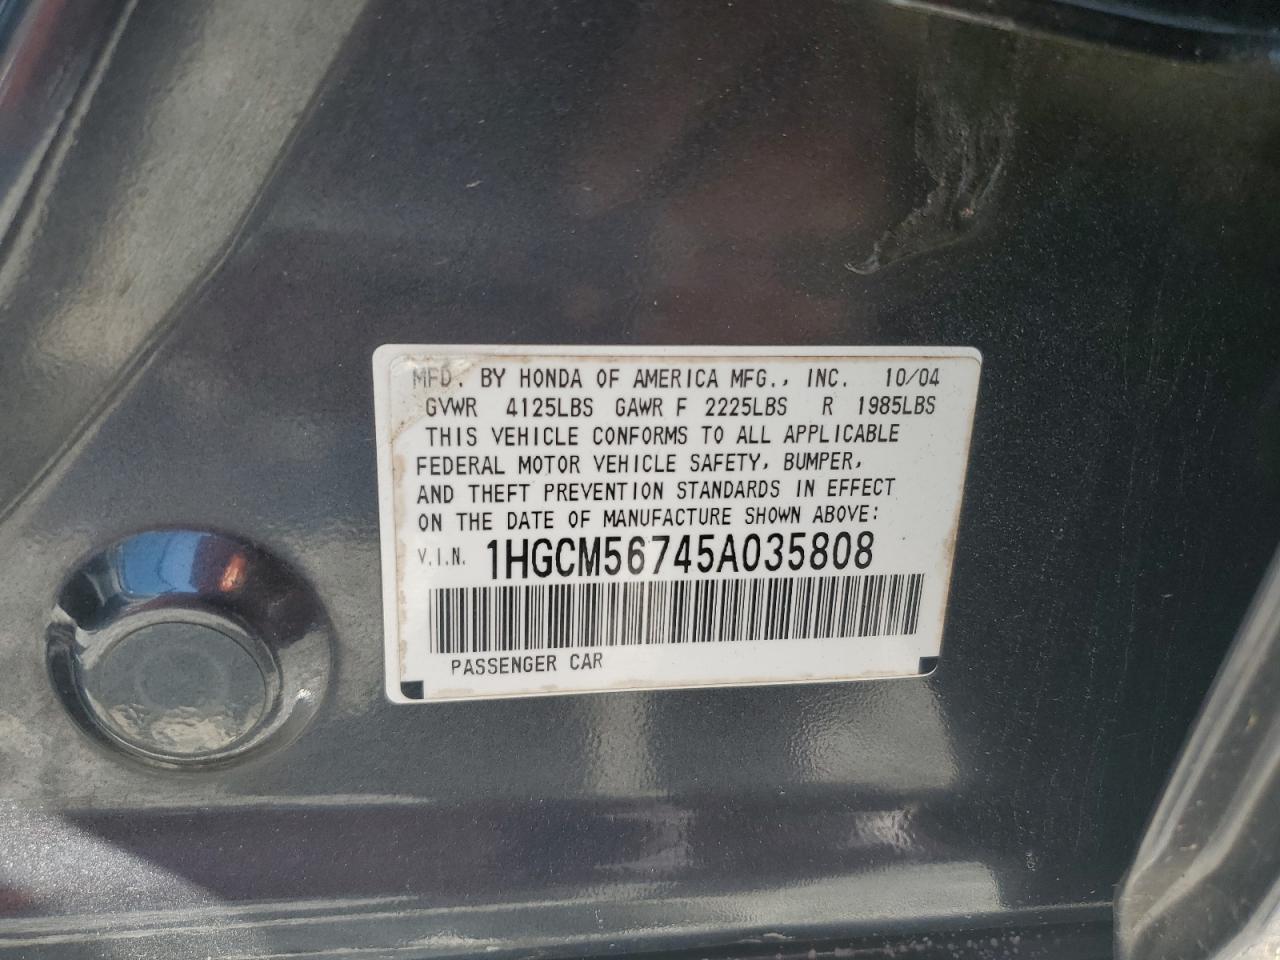 MFD. BY HONDA OF AMERICA MFG., INC. 10/04
GVWR 4125LBS GAWR F 2225LBS R 1985LBS
THIS VEHICLE CONFORMS TO ALL APPLICABLE
FEDERAL MOTOR VEHICLE SAFETY, BUMPER,
AND THEFT PREVENTION STANDARDS IN EFFECT
ON THE DATE OF MANUFACTURE SHOWN ABOVE:
V.I.N. 1HGCM56745A035808
PASSENGER CAR